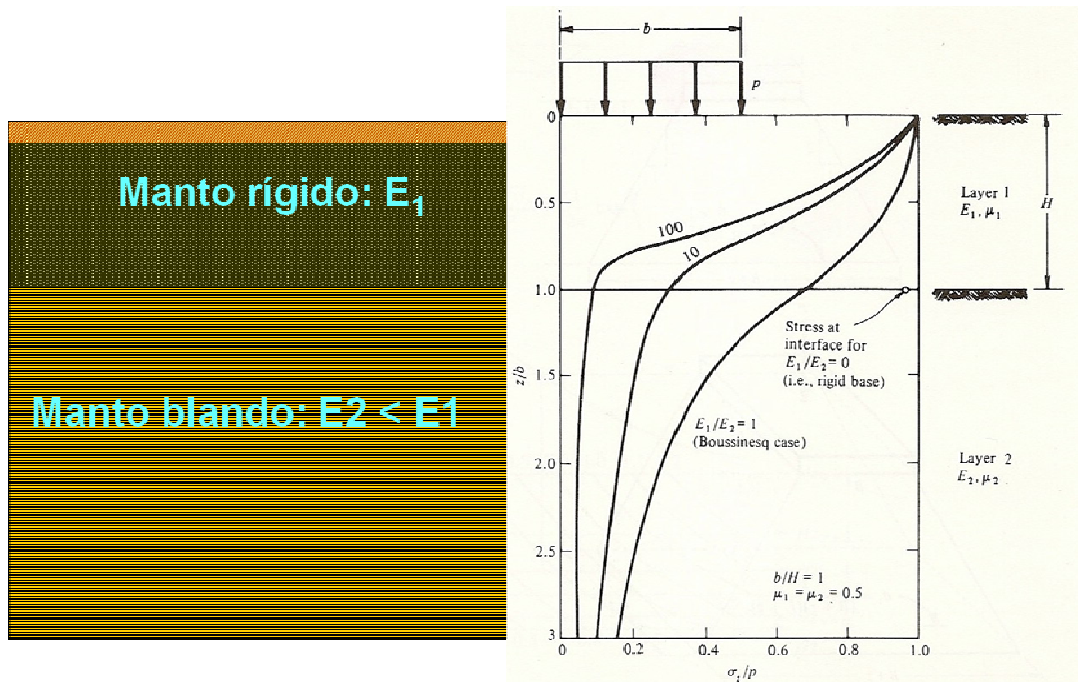 Manto rígido: E1
Manto blando: E2 < E1
b
p
0
0.5
1.0
1.5
2.0
2.5
3
z/b
100
10
Stress at
interface for
E1/E2 = 0
(i.e., rigid base)
E1/E2 = 1
(Boussinesq case)
b/H = 1
μ1 = μ2 = 0.5
0 0.2 0.4 0.6 0.8 1.0
σz/p
Layer 1
E1, μ1
H
Layer 2
E2, μ2